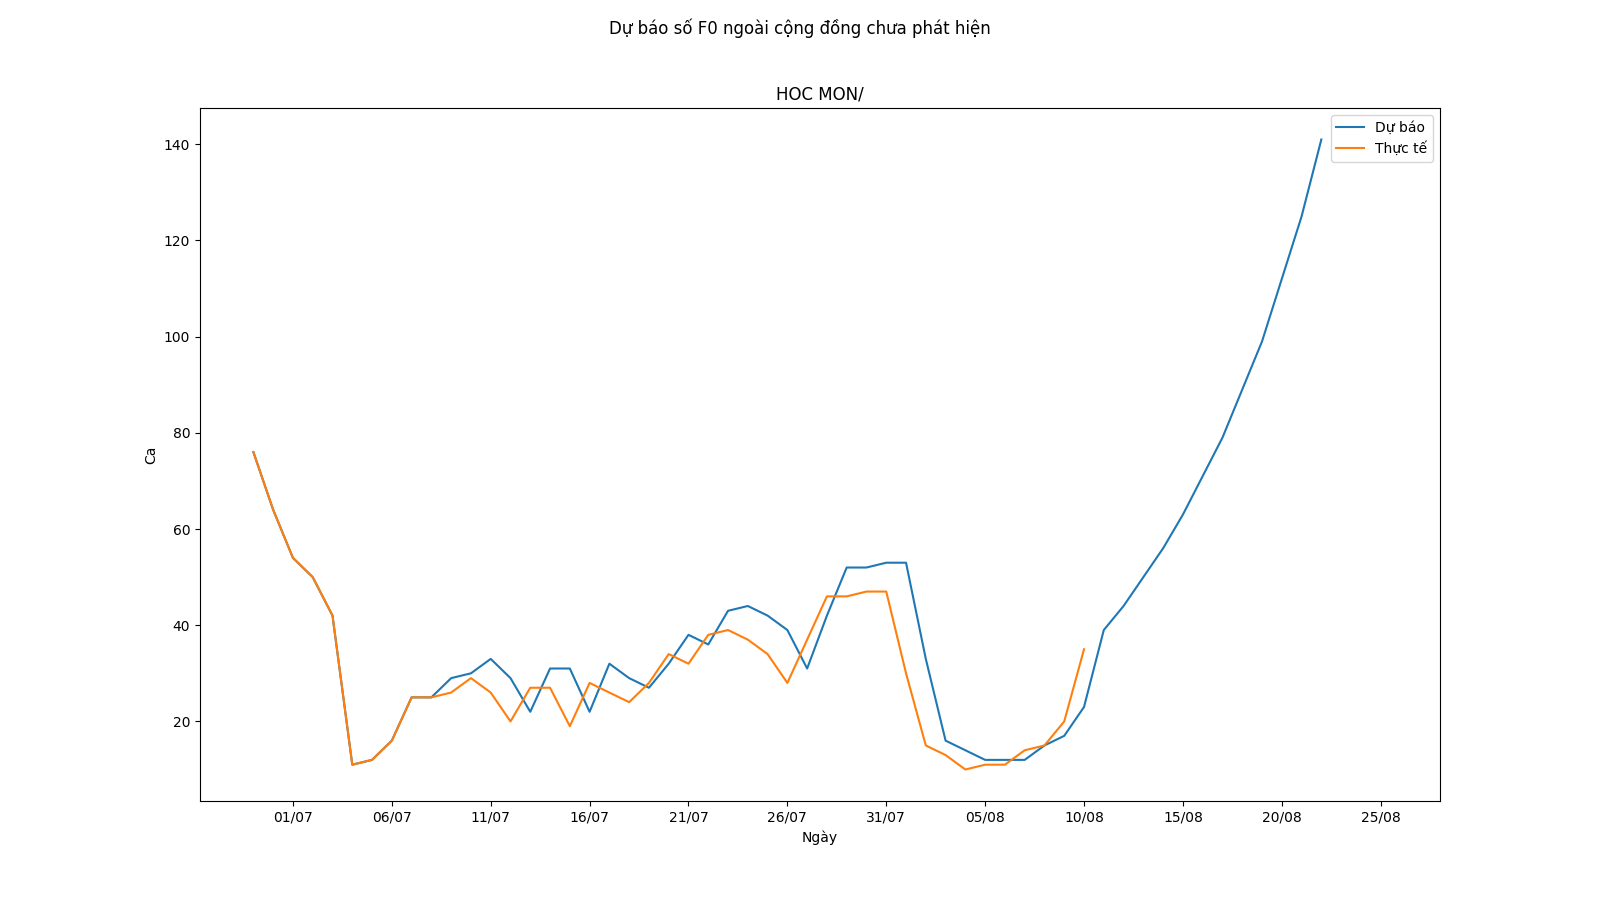 Dự báo số F0 ngoài cộng đồng chưa phát hiện
HOC MON/
Dự báo
Thực tế
140
120
100
80
60
40
20
Ca
01/07 06/07 11/07 16/07 21/07 26/07 31/07 05/08 10/08 15/08 20/08 25/08
Ngày